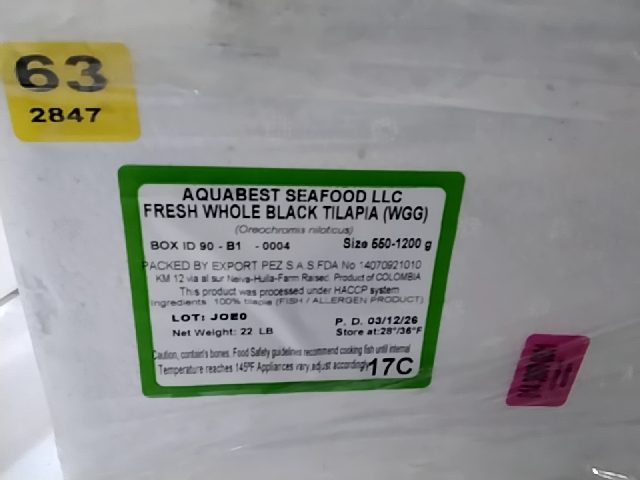 63
2847
AQUABEST SEAFOOD LLC
FRESH WHOLE BLACK TILAPIA (WGG)
(Oreochromis niloticus)
BOX ID 90 - B1 - 0004 Size 550-1200 g
PACKED BY EXPORT PEZ S.A.S.FDA No 14070921010
KM 12 via al sur Neiva-Huila-Farm Raised. Product of COLOMBIA
This product was processed under HACCP system
Ingredients: 100% tilapia (FISH / ALLERGEN PRODUCT)
LOT: JOE0 P. D. 03/12/26
Net Weight: 22 LB Store at:28°/36°F
Caution, contain's bones. Food Safety guidelines recommend cooking fish until internal
Temperature reaches 145ºF Appliances vary,adjust accordingly 17C